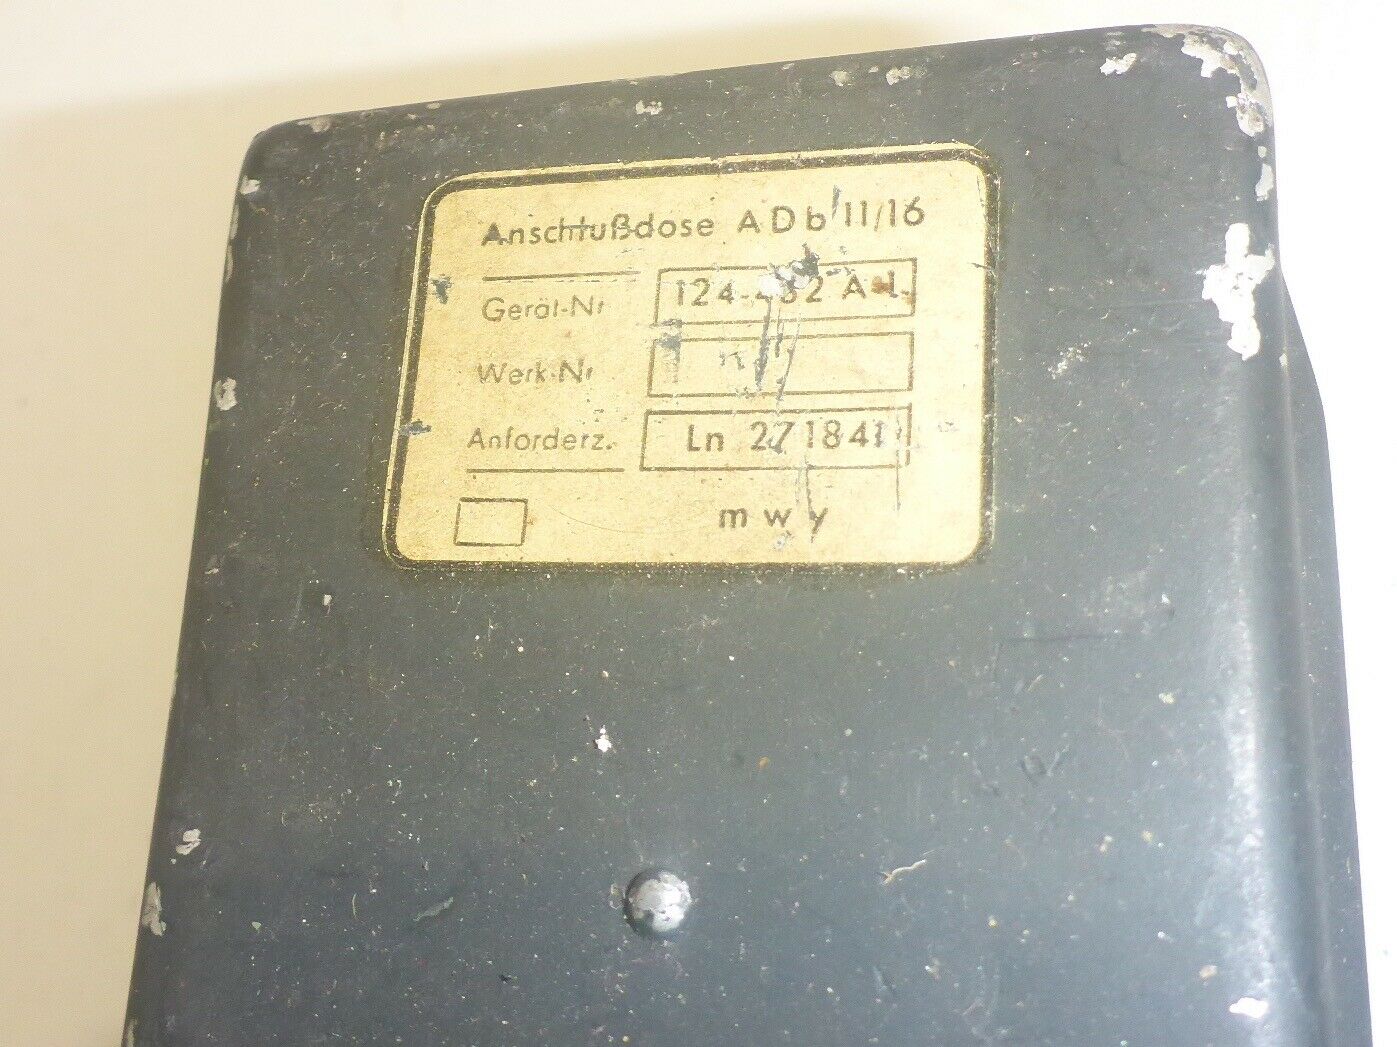 Anschlußdose ADb 11/16
Gerät-Nr
Werk-Nr
Anforderz. Ln 271841
mwy